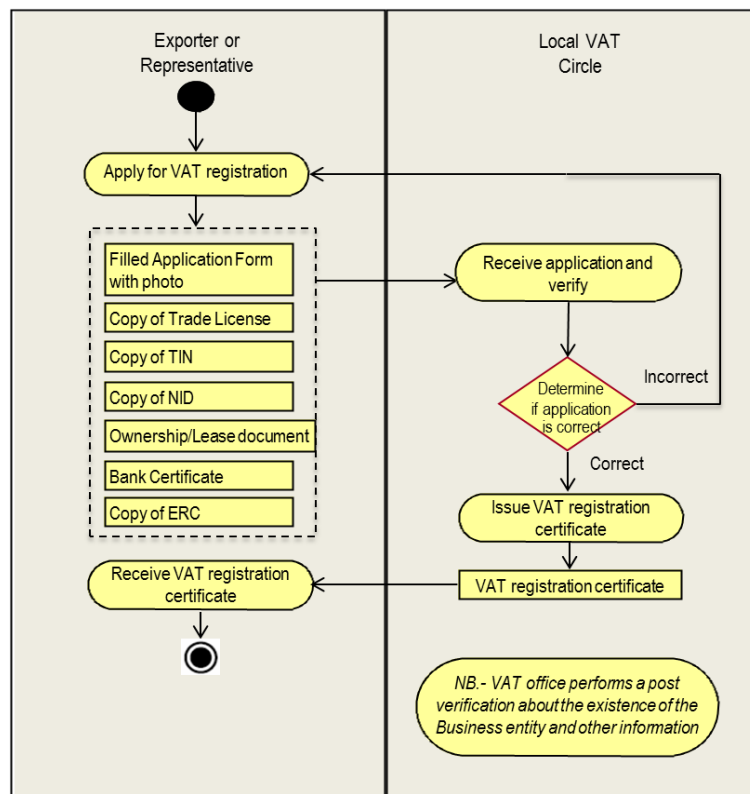 Exporter or
Representative
Local VAT
Circle
Apply for VAT registration
Filled Application Form
with photo
Copy of Trade License
Copy of TIN
Copy of NID
Ownership/Lease document
Bank Certificate
Copy of ERC
Receive application and
verify
Determine
if application
is correct
Incorrect
Correct
Issue VAT registration
certificate
VAT registration certificate
Receive VAT registration
certificate
NB.- VAT office performs a post
verification about the existence of the
Business entity and other information